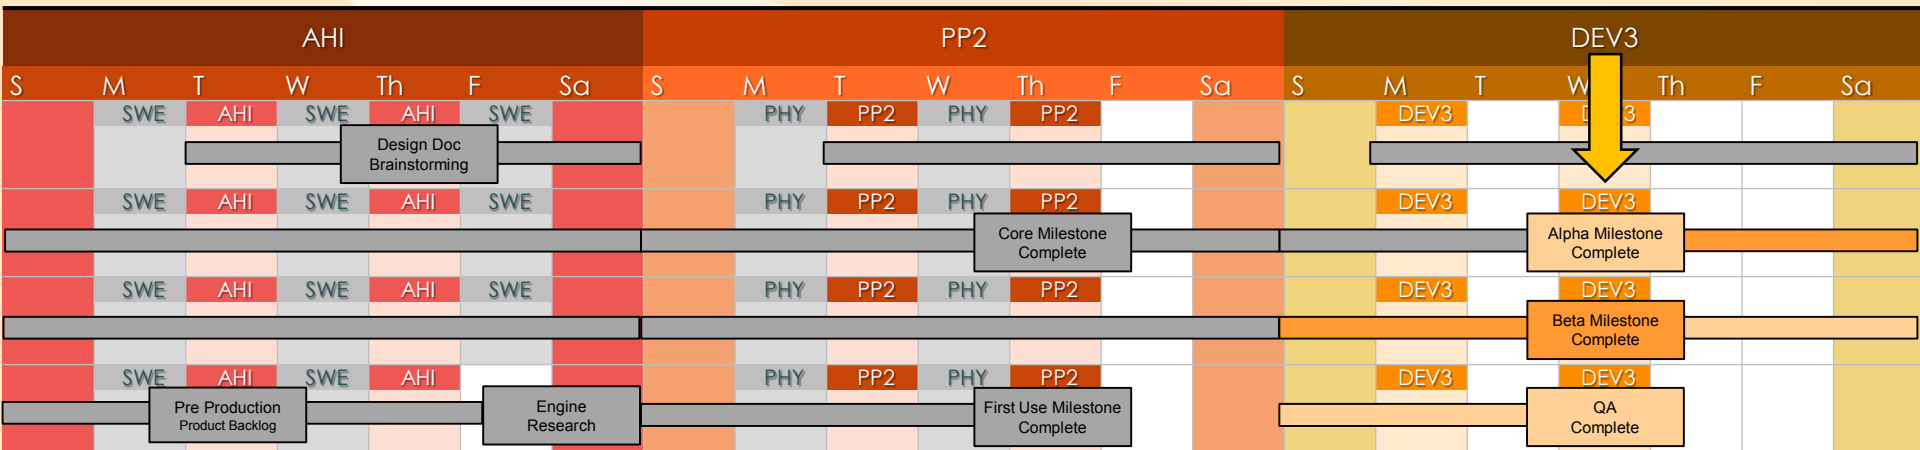 AHI PP2 DEV3
S M T W Th F Sa S M T W Th F Sa S M T W Th F Sa
SWE AHI SWE AHI SWE PHY PP2 PHY PP2 DEV3
Design Doc
Brainstorming
SWE AHI SWE AHI SWE PHY PP2 PHY PP2 DEV3 DEV3
Core Milestone
Complete
Alpha Milestone
Complete
SWE AHI SWE AHI SWE PHY PP2 PHY PP2 DEV3 DEV3
Beta Milestone
Complete
SWE AHI SWE AHI PHY PP2 PHY PP2 DEV3 DEV3
Pre Production
Product Backlog
Engine
Research
First Use Milestone
Complete
QA
Complete